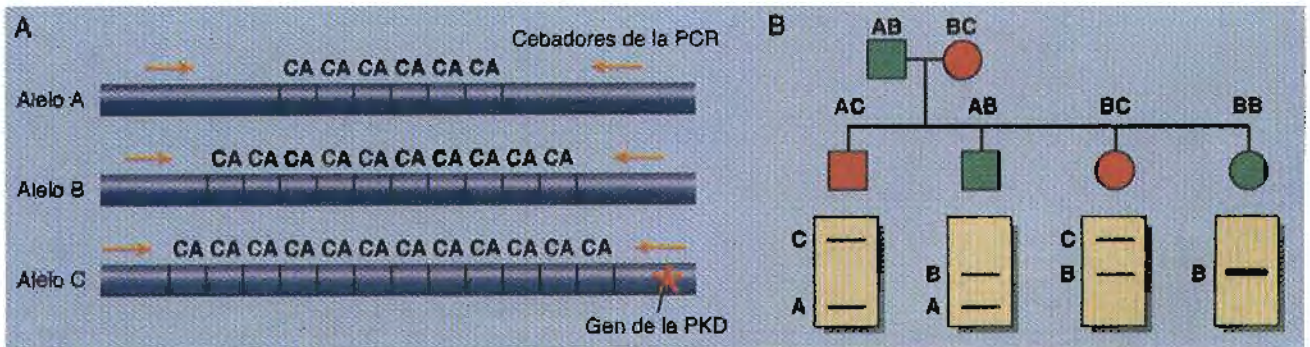 A
Cebadores de la PCR
CA CA CA CA CA CA
Alelo A
CA CA CA CA CA CA CA CA CA CA
Alelo B
CA CA CA CA CA CA CA CA CA CA CA CA
Alelo C
Gen de la PKD
B
AB BC
AC AB BC BB
C
A
B
A
C
B
B